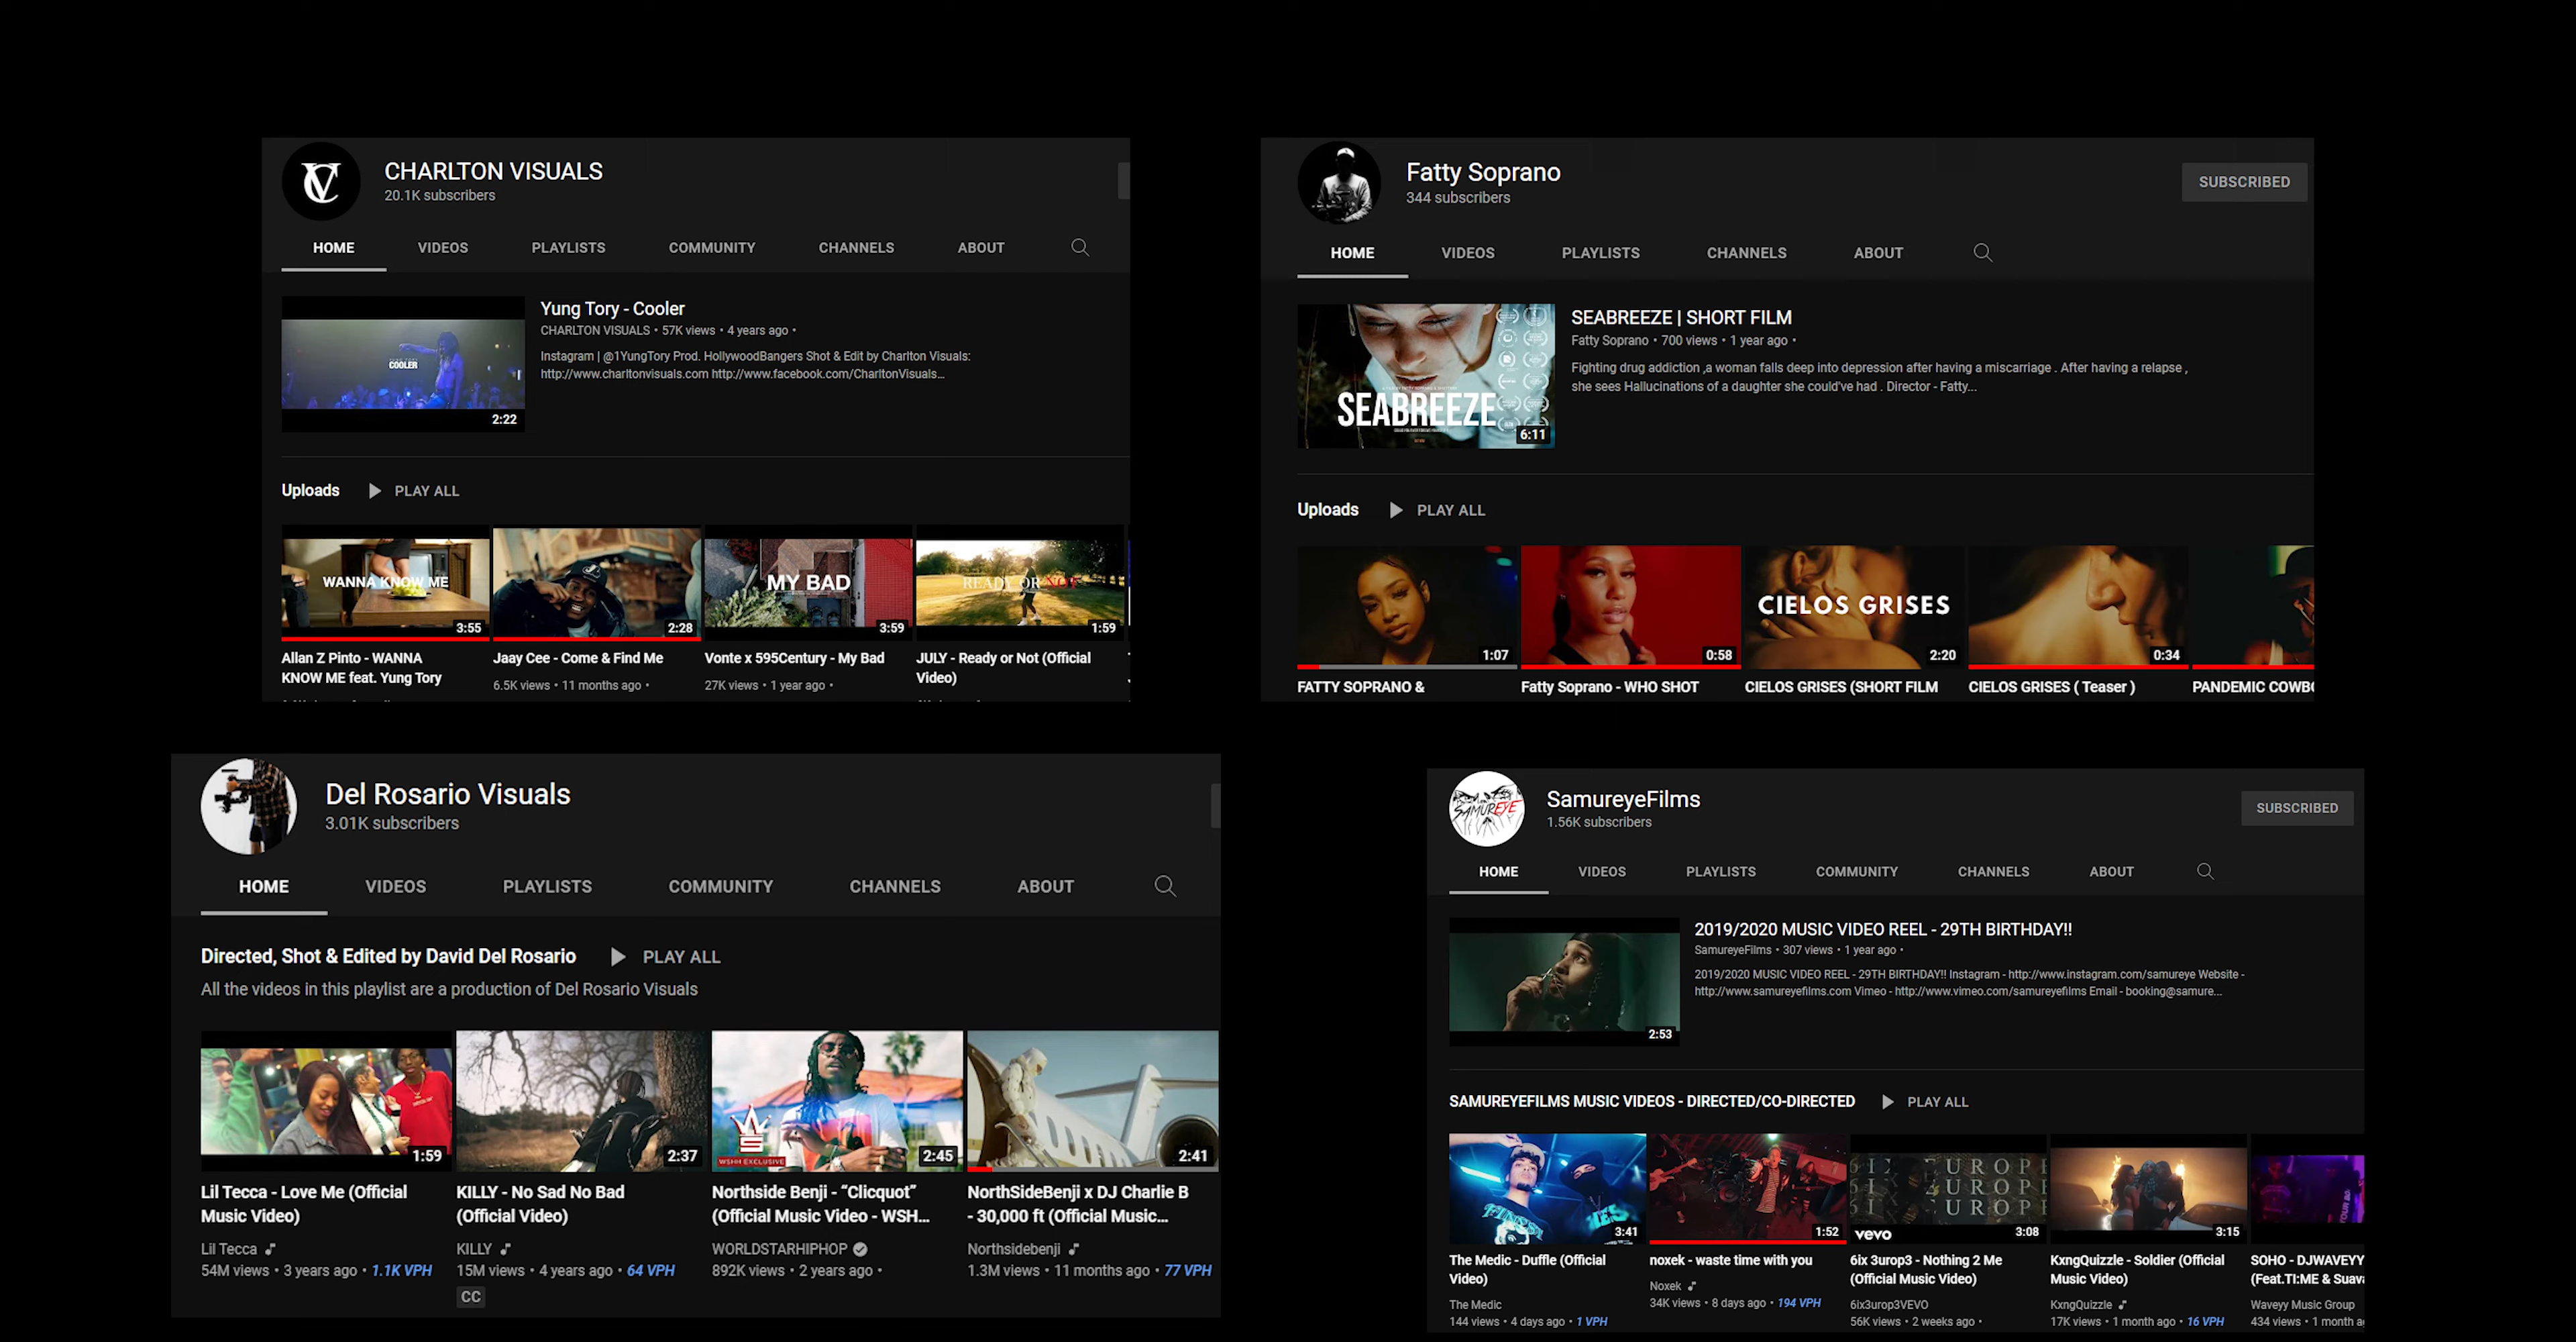 CHARLTON VISUALS
20.1K subscribers
HOME VIDEOS PLAYLISTS COMMUNITY CHANNELS ABOUT
COOLER
2:22
Yung Tory - Cooler
CHARLTON VISUALS • 57K views • 4 years ago •
Instagram | @1YungTory Prod. HollywoodBangers Shot & Edit by Charlton Visuals:
http://www.charltonvisuals.com http://www.facebook.com/CharltonVisuals...
Uploads PLAY ALL
WANNA KNOW ME
3:55
2:28
MY BAD
3:59
READY OR NOT
1:59
Allan Z Pinto - WANNA
KNOW ME feat. Yung Tory
Jaay Cee - Come & Find Me
6.5K views • 11 months ago •
Vonte x 595Century - My Bad
27K views • 1 year ago •
JULY - Ready or Not (Official
Video)
Fatty Soprano
344 subscribers
SUBSCRIBED
HOME VIDEOS PLAYLISTS CHANNELS ABOUT
SEABREEZE
6:11
SEABREEZE | SHORT FILM
Fatty Soprano • 700 views • 1 year ago •
Fighting drug addiction ,a woman falls deep into depression after having a miscarriage . After having a relapse ,
she sees Hallucinations of a daughter she could've had . Director - Fatty...
Uploads PLAY ALL
1:07
0:58
CIELOS GRISES
2:20
0:34
FATTY SOPRANO &
Fatty Soprano - WHO SHOT
CIELOS GRISES (SHORT FILM
CIELOS GRISES ( Teaser )
PANDEMIC COWB
Del Rosario Visuals
3.01K subscribers
HOME VIDEOS PLAYLISTS COMMUNITY CHANNELS ABOUT
Directed, Shot & Edited by David Del Rosario PLAY ALL
All the videos in this playlist are a production of Del Rosario Visuals
1:59
2:37
WSHH EXCLUSIVE
2:45
2:41
Lil Tecca - Love Me (Official
Music Video)
Lil Tecca
54M views • 3 years ago • 1.1K VPH
KILLY - No Sad No Bad
(Official Video)
KILLY
15M views • 4 years ago • 64 VPH
CC
Northside Benji - “Clicquot”
(Official Music Video - WSH...
WORLDSTARHIPHOP
892K views • 2 years ago •
NorthSideBenji x DJ Charlie B
- 30,000 ft (Official Music...
Northsidebenji
1.3M views • 11 months ago • 77 VPH
SAMUREYE
SamureyeFilms
1.56K subscribers
SUBSCRIBED
HOME VIDEOS PLAYLISTS COMMUNITY CHANNELS ABOUT
2:53
2019/2020 MUSIC VIDEO REEL - 29TH BIRTHDAY!!
SamureyeFilms • 307 views • 1 year ago •
2019/2020 MUSIC VIDEO REEL - 29TH BIRTHDAY!! Instagram - http://www.instagram.com/samureye Website -
http://www.samureyefilms.com Vimeo - http://www.vimeo.com/samureyefilms Email - booking@samure...
SAMUREYEFILMS MUSIC VIDEOS - DIRECTED/CO-DIRECTED PLAY ALL
3:41
1:52
vevo
3:08
3:15
The Medic - Duffle (Official
Video)
The Medic
144 views • 4 days ago • 1 VPH
noxek - waste time with you
Noxek
34K views • 8 days ago • 194 VPH
6ix 3urop3 - Nothing 2 Me
(Official Music Video)
6ix3urop3VEVO
56K views • 2 weeks ago •
KxngQuizzle - Soldier (Official
Music Video)
KxngQuizzle
17K views • 1 month ago • 16 VPH
SOHO - DJWAVEYY
(Feat.TI:ME & Suava
Waveyy Music Group
434 views • 1 month ag